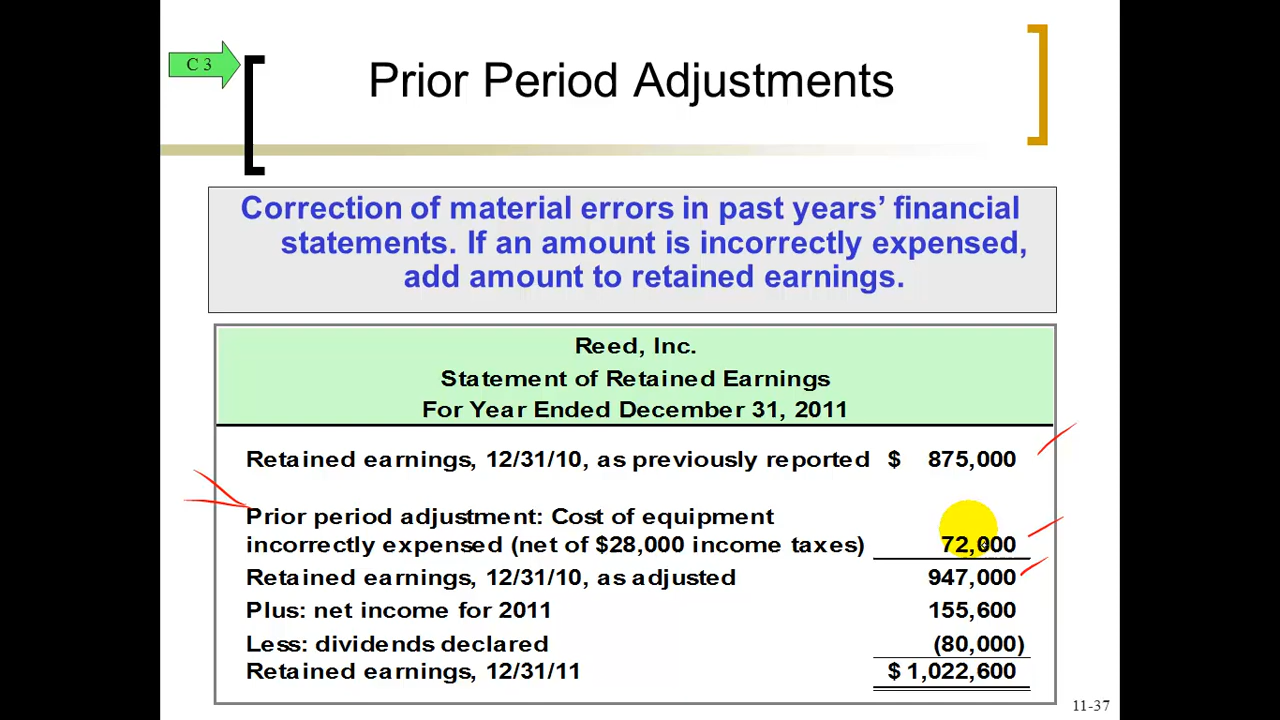 C 3
Prior Period Adjustments
Correction of material errors in past years’ financial
statements. If an amount is incorrectly expensed,
add amount to retained earnings.
Reed, Inc.
Statement of Retained Earnings
For Year Ended December 31, 2011
Retained earnings, 12/31/10, as previously reported $ 875,000
Prior period adjustment: Cost of equipment
incorrectly expensed (net of $28,000 income taxes) 72,000
Retained earnings, 12/31/10, as adjusted 947,000
Plus: net income for 2011 155,600
Less: dividends declared (80,000)
Retained earnings, 12/31/11 $ 1,022,600
11-37